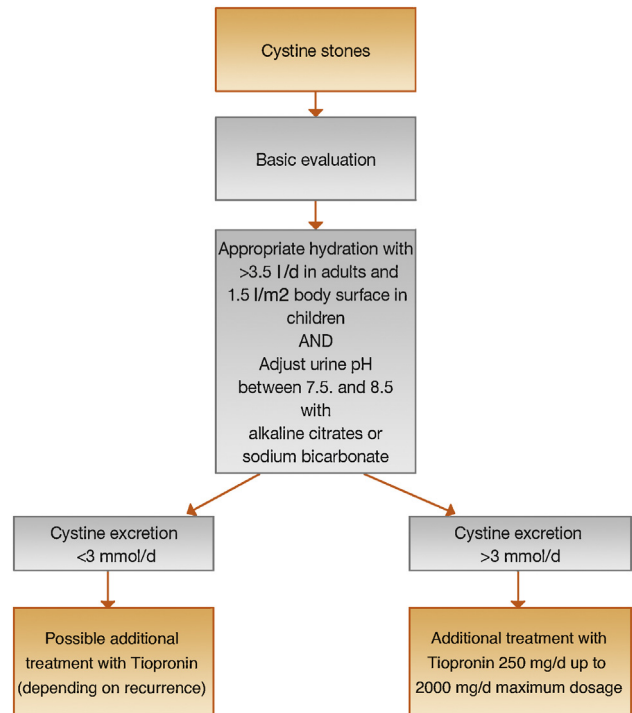 Cystine stones
Basic evaluation
Appropriate hydration with
>3.5 l/d in adults and
1.5 l/m2 body surface in
children
AND
Adjust urine pH
between 7.5. and 8.5
with
alkaline citrates or
sodium bicarbonate
Cystine excretion
<3 mmol/d
Cystine excretion
>3 mmol/d
Possible additional
treatment with Tiopronin
(depending on recurrence)
Additional treatment with
Tiopronin 250 mg/d up to
2000 mg/d maximum dosage